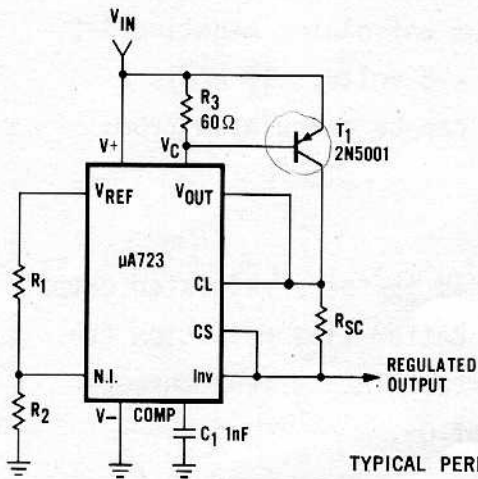 VIN
R3
60Ω
T1
2N5001
V+
VC
VREF
VOUT
μA723
R1
CL
RSC
CS
REGULATED
OUTPUT
N.I.
Inv
R2
V−
COMP
C1 1nF
TYPICAL PERI